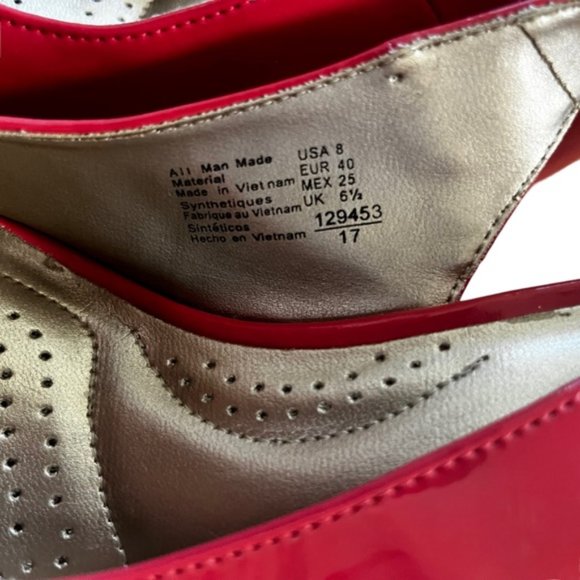 All Man Made USA 8
Material EUR 40
Made in Vietnam MEX 25
Synthetiques UK 6½
Fabrique au Vietnam 129453
Sintéticos 17
Hecho en Vietnam